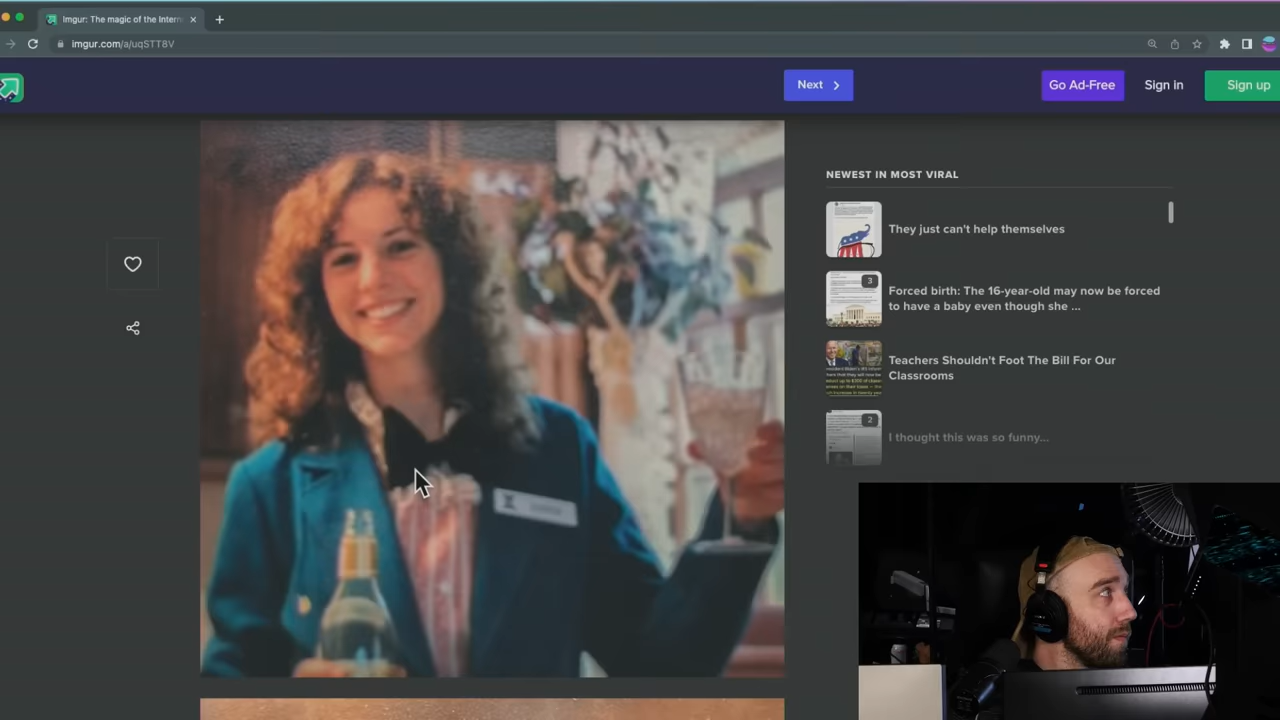 Imgur: The magic of the Intern
imgur.com/a/uqSTT8V
Next
Go Ad-Free
Sign in
Sign up
NEWEST IN MOST VIRAL
They just can't help themselves
3
Forced birth: The 16-year-old may now be forced
to have a baby even though she ...
Teachers Shouldn't Foot The Bill For Our
Classrooms
2
I thought this was so funny...